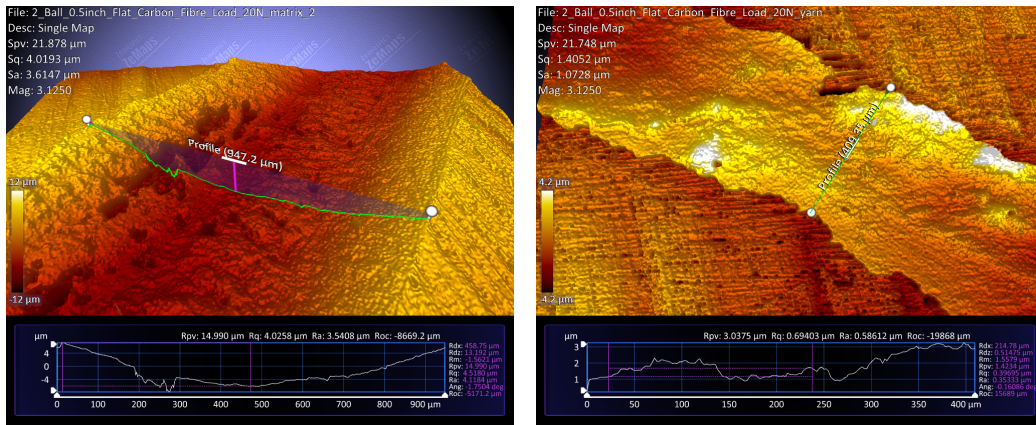 File: 2_Ball_0.5inch_Flat_Carbon_Fibre_Load_20N_matrix_2
Desc: Single Map
Spv: 21.878 µm
Sq: 4.0193 µm
Sa: 3.6147 µm
Mag: 3.1250
ZeMaps
Profile (947.2 µm)
12 µm
-12 µm
Rpv: 14.990 µm Rq: 4.0258 µm Ra: 3.5408 µm Roc: -8669.2 µm
µm
4
0
-4
0 100 200 300 400 500 600 700 800 900 µm
Rdx: 458.75 µm
Rdz: 13.192 µm
Rm: -1.5621 µm
Rpv: 14.990 µm
Rq: 4.5180 µm
Ra: 4.1184 µm
Ang: -1.7504 deg
Roc: -5171.2 µm
File: 2_Ball_0.5inch_Flat_Carbon_Fibre_Load_20N_yarn
Desc: Single Map
Spv: 21.748 µm
Sq: 1.4052 µm
Sa: 1.0728 µm
Mag: 3.1250
Profile (409.35 µm)
4.2 µm
-4.2 µm
Rpv: 3.0375 µm Rq: 0.69403 µm Ra: 0.58612 µm Roc: -19868 µm
µm
3
2
1
0 50 100 150 200 250 300 350 400 µm
Rdx: 214.78 µm
Rdz: 0.51475 µm
Rm: 1.5579 µm
Rpv: 1.4234 µm
Rq: 0.39695 µm
Ra: 0.35333 µm
Ang: -0.16086 deg
Roc: 15689 µm